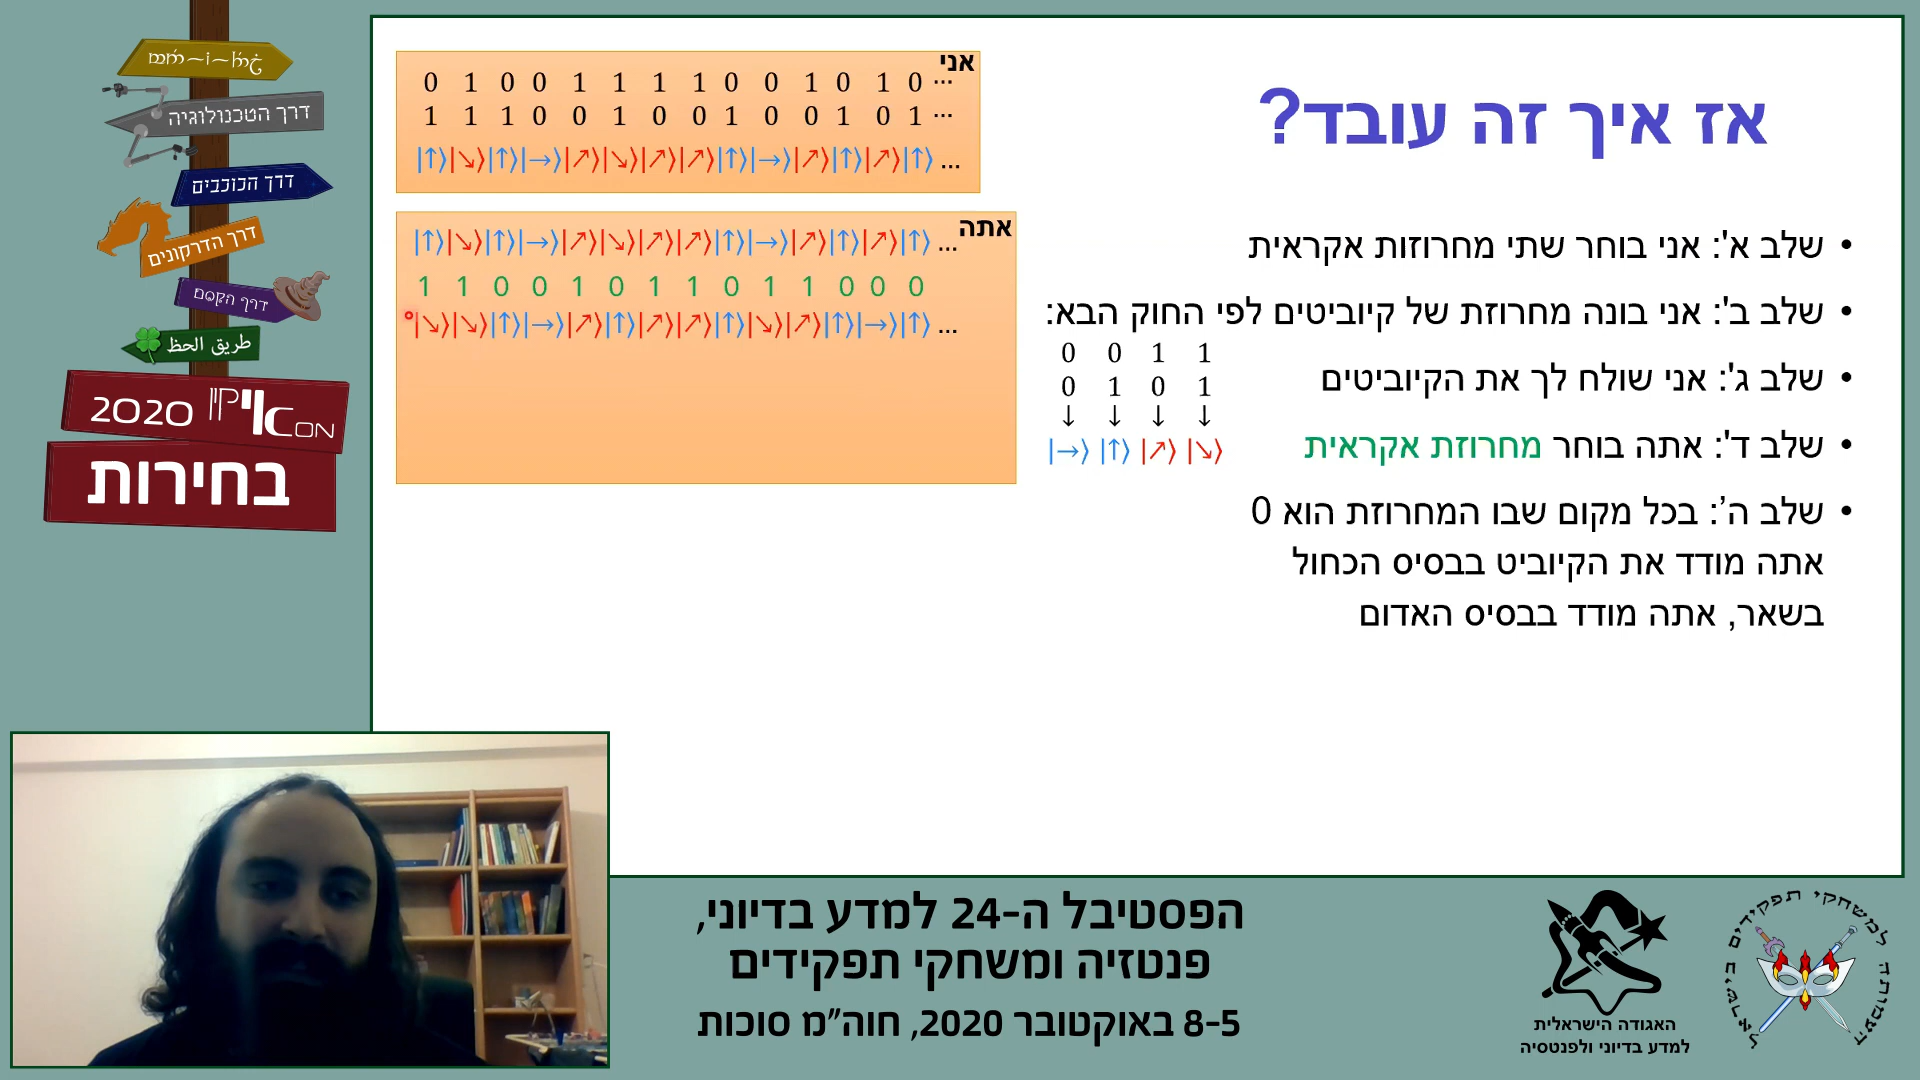 דרך הטכנולוגיה
דרך הכוכבים
דרך הדרקונים
דרך הקסם
طريق الحظ
אייקון CON 2020
בחירות
אז איך זה עובד?
אני
0 1 0 0 1 1 1 1 0 0 1 0 1 0 ...
1 1 1 0 0 1 0 0 1 0 0 1 0 1 ...
|↑⟩|↘⟩|↑⟩|→⟩|↗⟩|↘⟩|↗⟩|↗⟩|↑⟩|→⟩|↗⟩|↑⟩|↗⟩|↑⟩ ...
אתה
|↑⟩|↘⟩|↑⟩|→⟩|↗⟩|↘⟩|↗⟩|↗⟩|↑⟩|→⟩|↗⟩|↑⟩|↗⟩|↑⟩ ...
1 1 0 0 1 0 1 1 0 1 1 0 0 0
|↘⟩|↘⟩|↑⟩|→⟩|↗⟩|↑⟩|↗⟩|↗⟩|↑⟩|↘⟩|↗⟩|↑⟩|→⟩|↑⟩ ...
• שלב א': אני בוחר שתי מחרוזות אקראית
• שלב ב': אני בונה מחרוזת של קיוביטים לפי החוק הבא:
0 0 1 1
0 1 0 1
↓ ↓ ↓ ↓
|→⟩ |↑⟩ |↗⟩ |↘⟩
• שלב ג': אני שולח לך את הקיוביטים
• שלב ד': אתה בוחר מחרוזת אקראית
• שלב ה’: בכל מקום שבו המחרוזת הוא 0
אתה מודד את הקיוביט בבסיס הכחול
בשאר, אתה מודד בבסיס האדום
הפסטיבל ה-24 למדע בדיוני,
פנטזיה ומשחקי תפקידים
8-5 באוקטובר 2020, חוה"מ סוכות
האגודה הישראלית
למדע בדיוני ולפנטסיה
העמותה למשחקי תפקידים בישראל